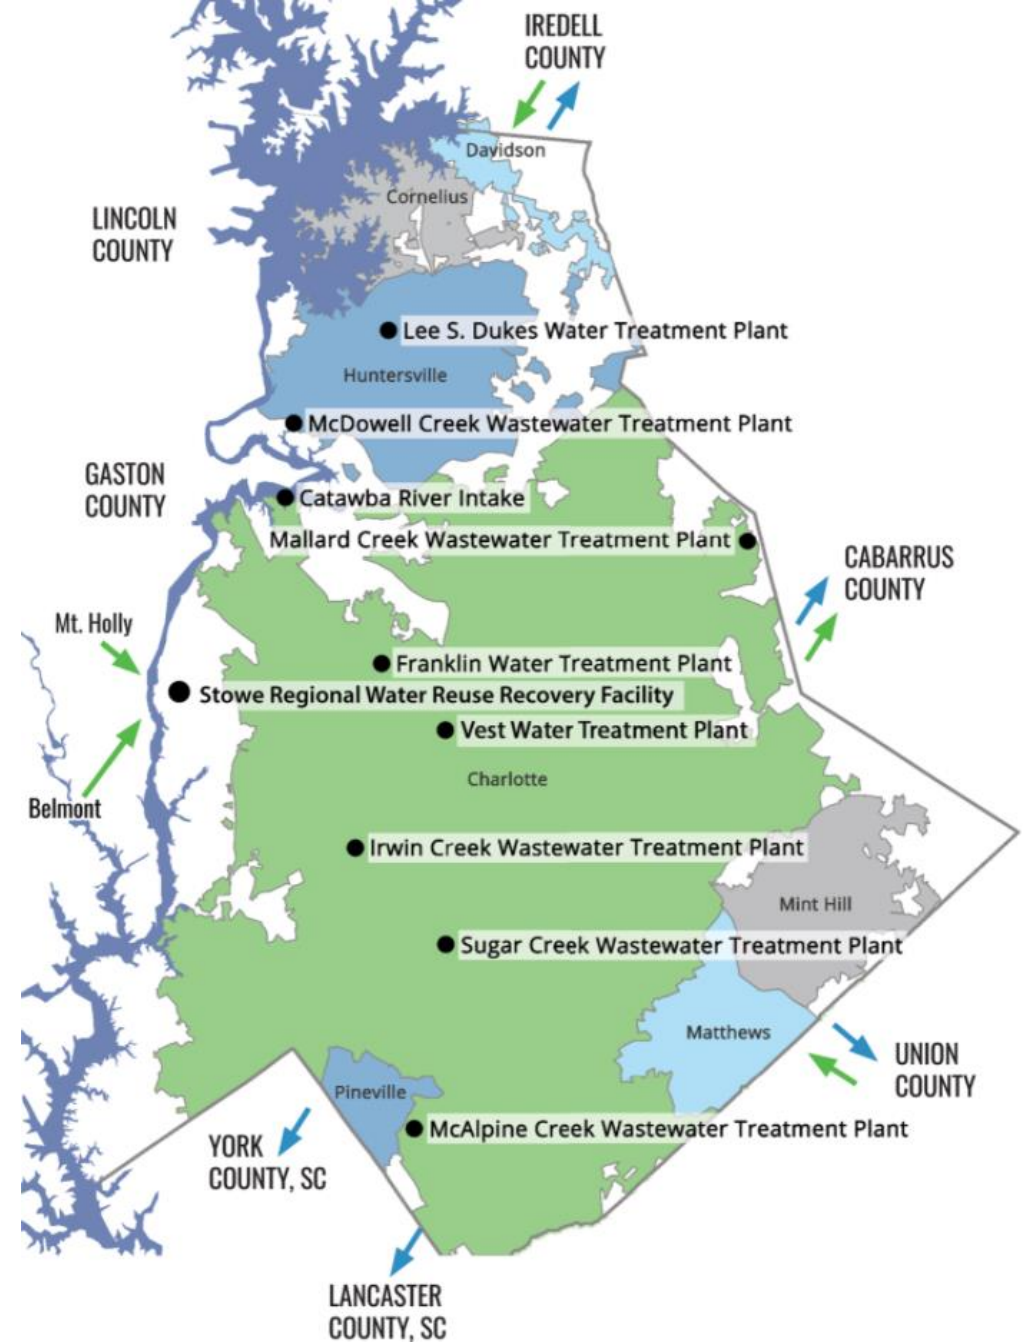 IREDELL
COUNTY
Davidson
Cornelius
LINCOLN
COUNTY
Lee S. Dukes Water Treatment Plant
Huntersville
McDowell Creek Wastewater Treatment Plant
GASTON
COUNTY
Catawba River Intake
Mallard Creek Wastewater Treatment Plant
CABARRUS
COUNTY
Mt. Holly
Franklin Water Treatment Plant
Stowe Regional Water Reuse Recovery Facility
Vest Water Treatment Plant
Charlotte
Belmont
Irwin Creek Wastewater Treatment Plant
Mint Hill
Sugar Creek Wastewater Treatment Plant
Matthews
UNION
COUNTY
Pineville
McAlpine Creek Wastewater Treatment Plant
YORK
COUNTY, SC
LANCASTER
COUNTY, SC